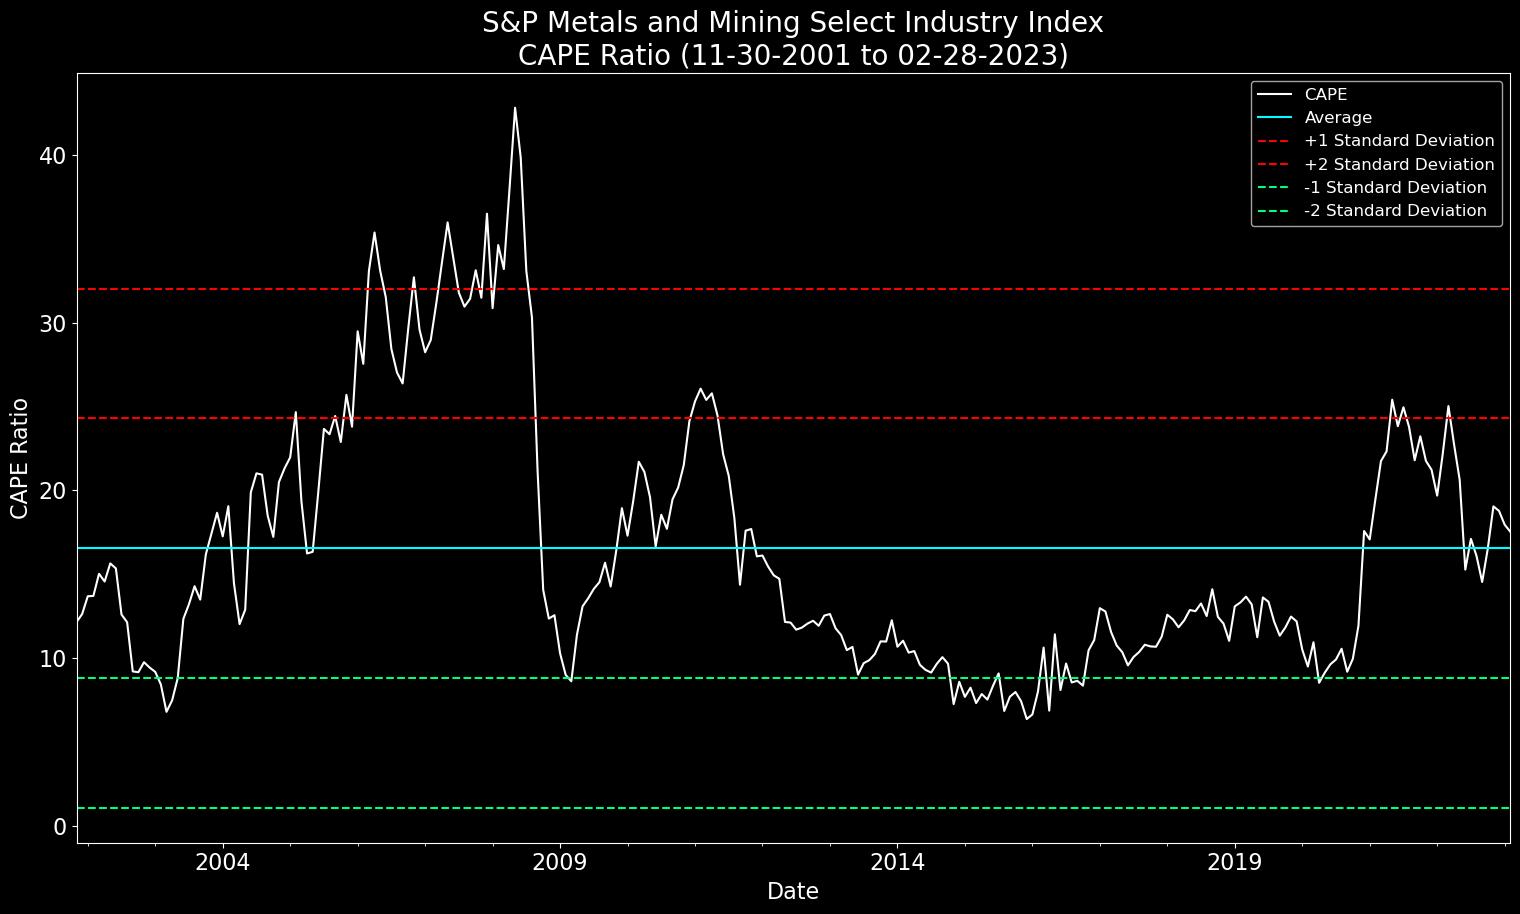 S&P Metals and Mining Select Industry Index
CAPE Ratio (11-30-2001 to 02-28-2023)
CAPE
Average
+1 Standard Deviation
+2 Standard Deviation
-1 Standard Deviation
-2 Standard Deviation
CAPE Ratio
40
30
20
10
0
2004 2009 2014 2019
Date